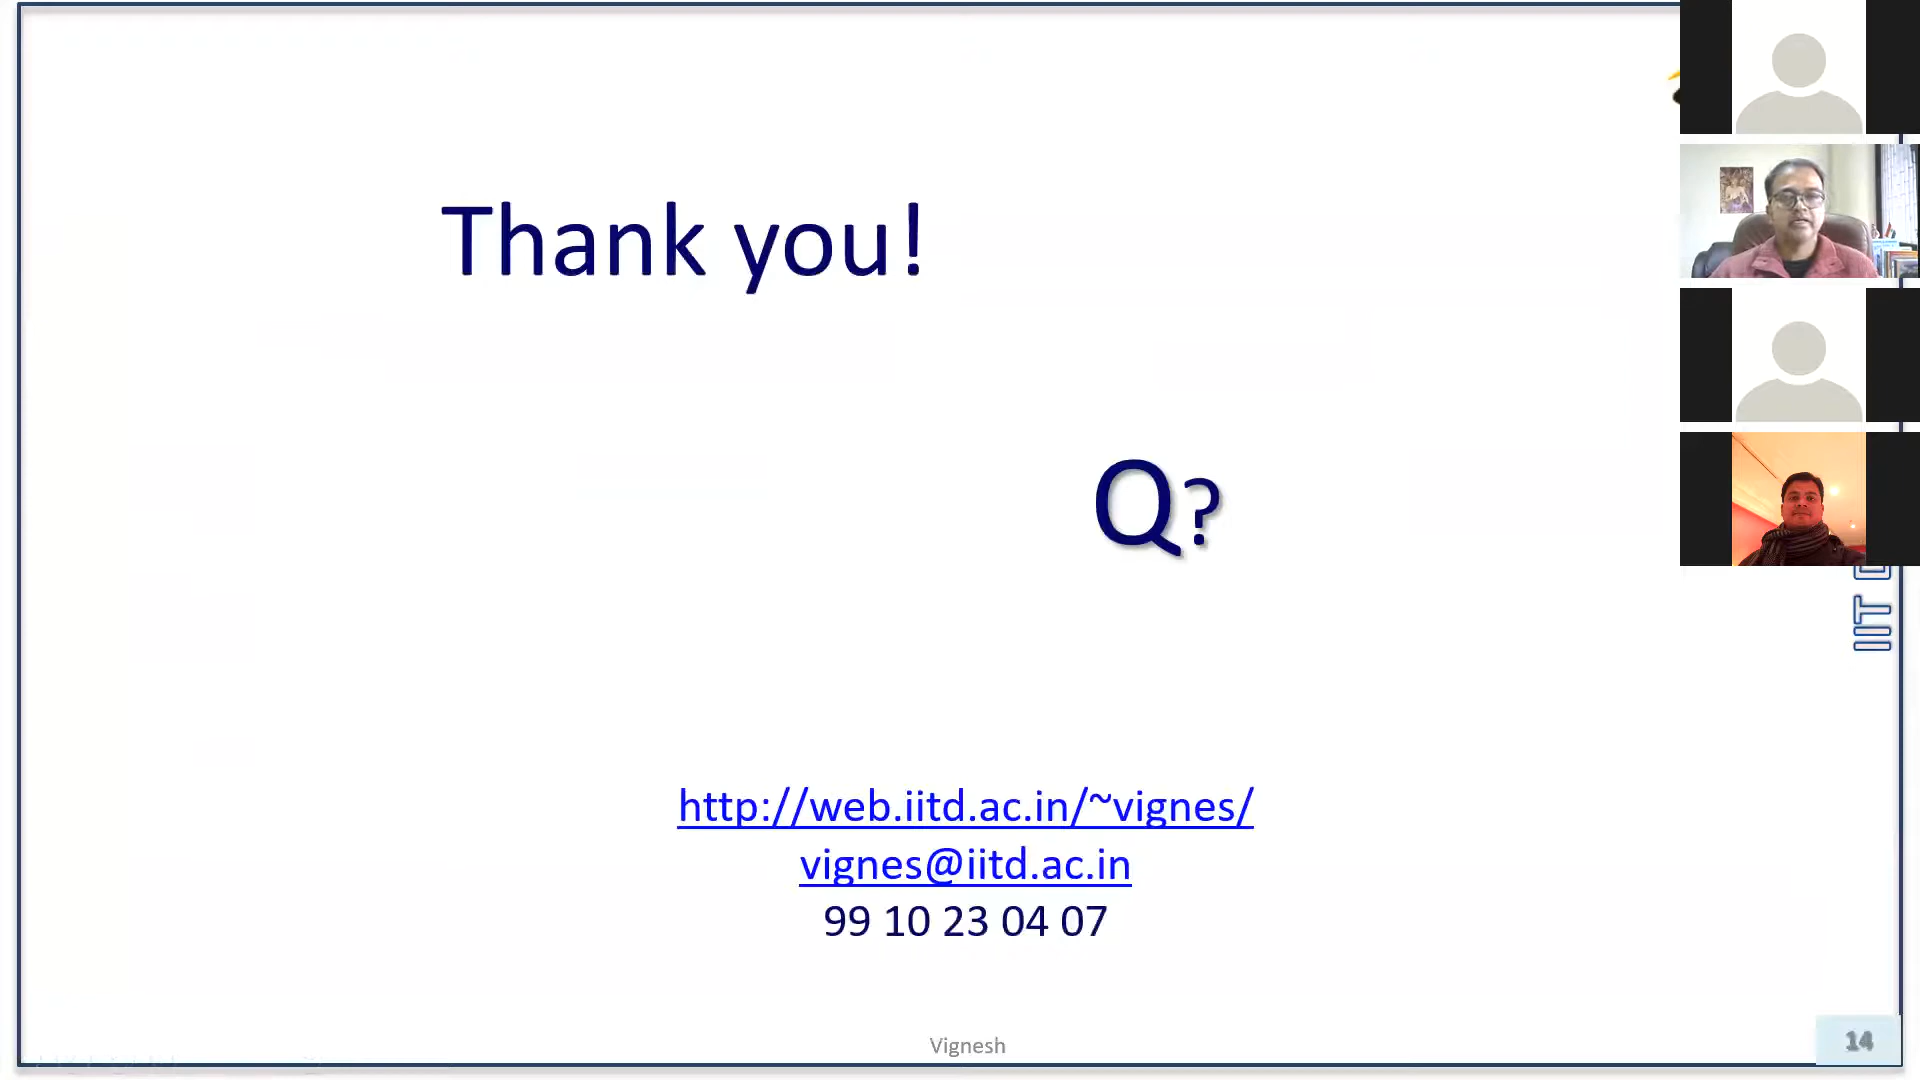 Thank you!
Q?
http://web.iitd.ac.in/~vignes/
vignes@iitd.ac.in
99 10 23 04 07
IIT
Vignesh
14